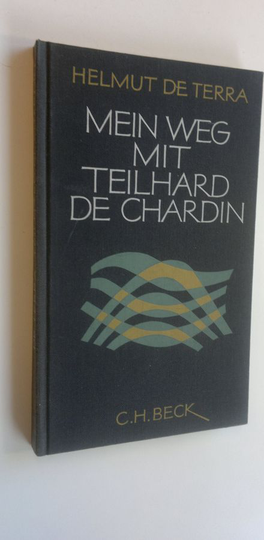 HELMUT DE TERRA
MEIN WEG
MIT
TEILHARD
DE CHARDIN
C.H. BECK